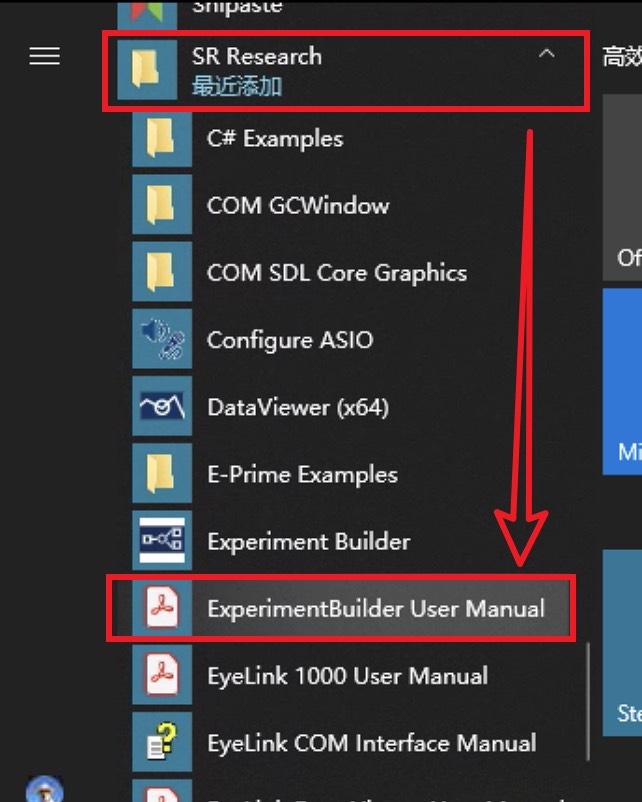 Snipaste
SR Research
最近添加
高效
C# Examples
COM GCWindow
Of
COM SDL Core Graphics
Configure ASIO
DataViewer (x64)
Mi
E-Prime Examples
Experiment Builder
ExperimentBuilder User Manual
EyeLink 1000 User Manual
Ste
EyeLink COM Interface Manual